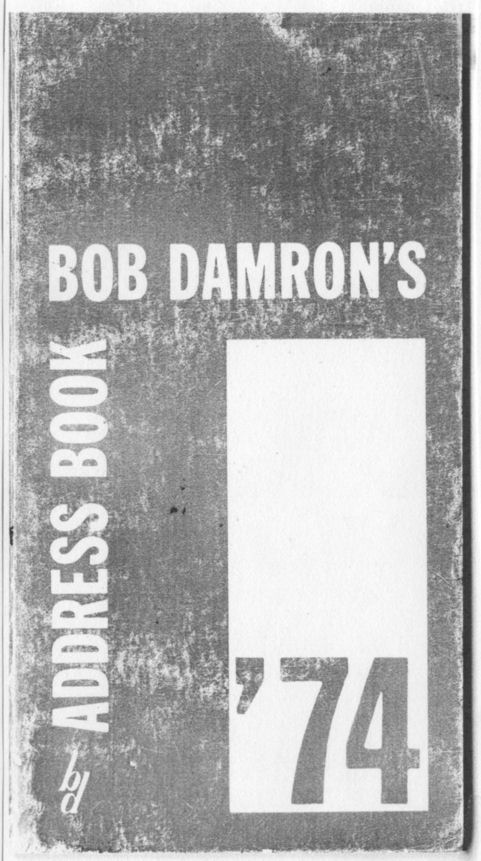 BOB DAMRON'S
ADDRESS BOOK
'74
bd